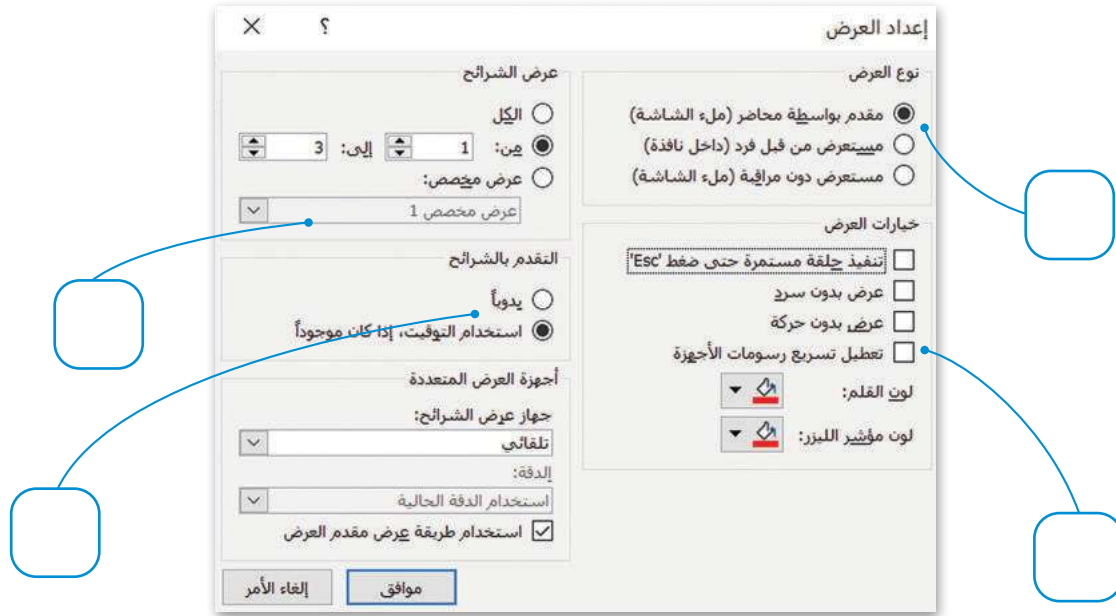 إعداد العرض
؟
نوع العرض
مقدم بواسطة محاضر (ملء الشاشة)
مستعرض من قبل فرد (داخل نافذة)
مستعرض دون مراقبة (ملء الشاشة)
خيارات العرض
تنفيذ حلقة مستمرة حتى ضغط 'Esc'
عرض بدون سرد
عرض بدون حركة
تعطيل تسريع رسومات الأجهزة
لون القلم:
لون مؤشير الليزر:
عرض الشرائح
الكل
من: 1 إلى: 3
عرض مخصص:
عرض مخصص 1
التقدم بالشرائح
يدوياً
استخدام التوقيت، إذا كان موجوداً
أجهزة العرض المتعددة
جهاز عرض الشرائح:
تلقائي
الدقة:
استخدام الدقة الحالية
استخدام طريقة عرض مقدم العرض
موافق
إلغاء الأمر